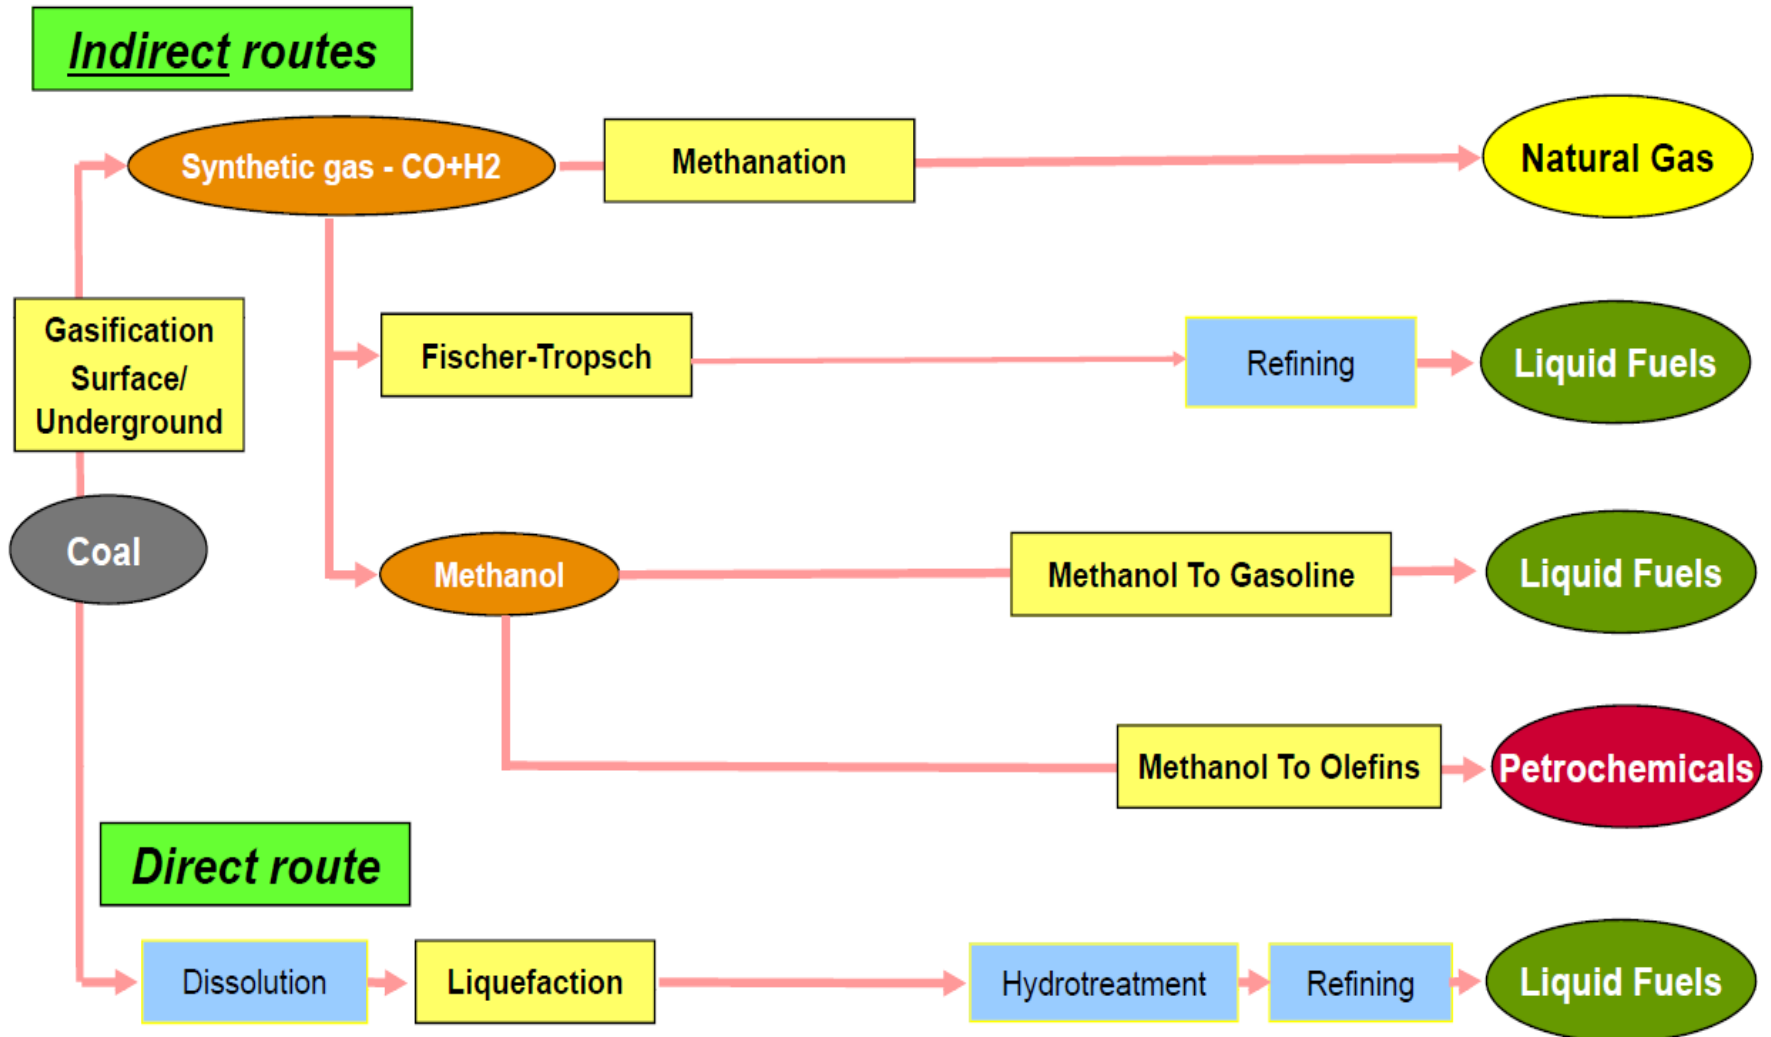 Indirect routes
Synthetic gas - CO+H2
Methanation
Natural Gas
Gasification
Surface/
Underground
Fischer-Tropsch
Refining
Liquid Fuels
Coal
Methanol
Methanol To Gasoline
Liquid Fuels
Methanol To Olefins
Petrochemicals
Direct route
Dissolution
Liquefaction
Hydrotreatment
Refining
Liquid Fuels